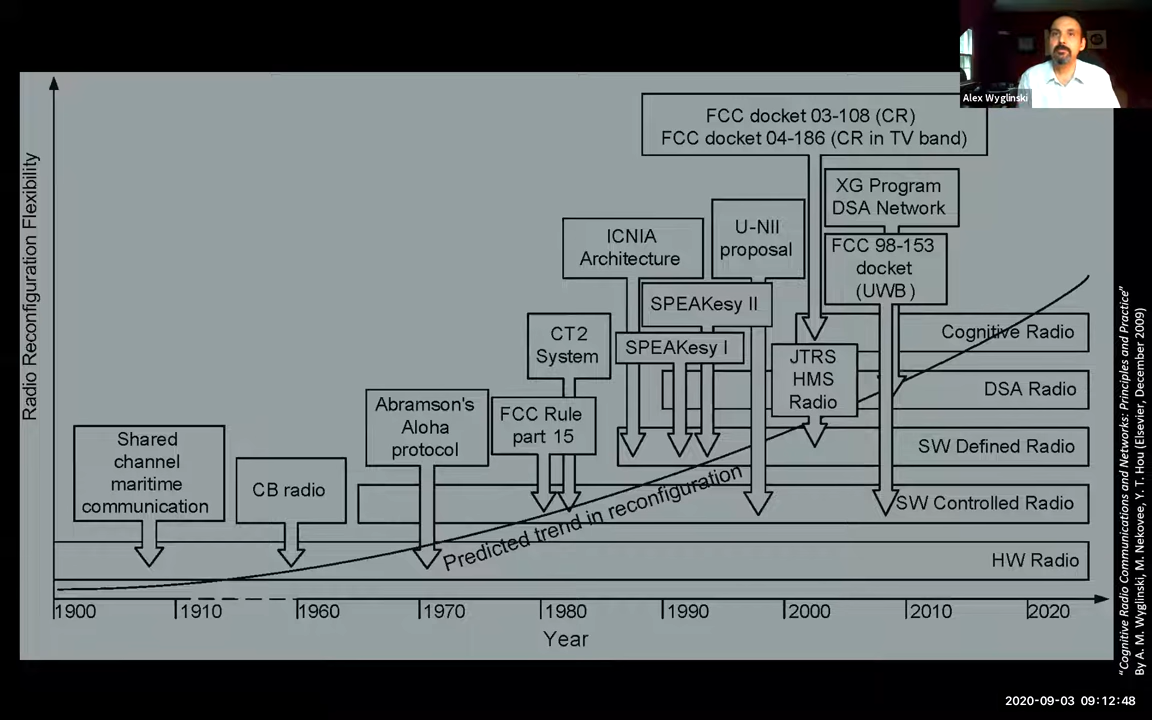 Alex Wyglinski
FCC docket 03-108 (CR)
FCC docket 04-186 (CR in TV band)
XG Program
DSA Network
U-NII
proposal
ICNIA
Architecture
FCC 98-153
docket
(UWB)
SPEAKesy II
CT2
System
SPEAKesy I
JTRS
HMS
Radio
Cognitive Radio
DSA Radio
Abramson's
Aloha
protocol
FCC Rule
part 15
Shared
channel
maritime
communication
CB radio
SW Defined Radio
SW Controlled Radio
HW Radio
Predicted trend in reconfiguration
Radio Reconfiguration Flexibility
1900 1910 1960 1970 1980 1990 2000 2010 2020
Year
"Cognitive Radio Communications and Networks: Principles and Practice"
By A. M. Wyglinski, M. Nekovee, Y. T. Hou (Elsevier, December 2009)
2020-09-03 09:12:48